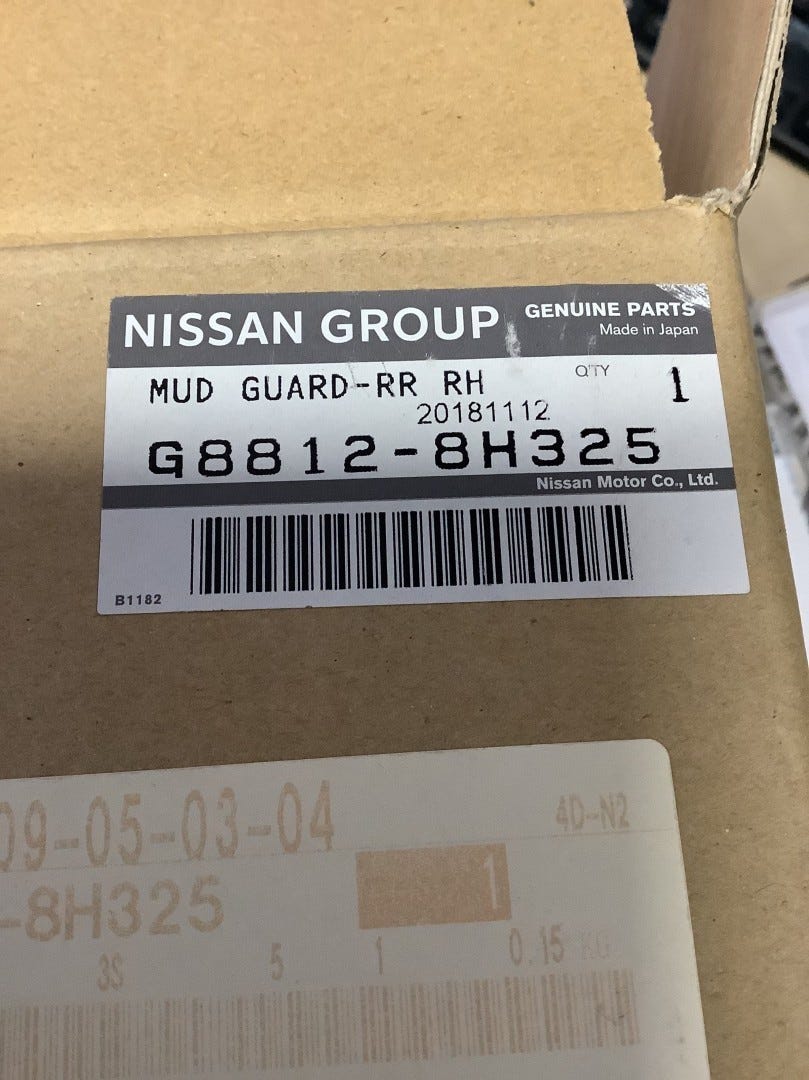 NISSAN GROUP
GENUINE PARTS
Made in Japan
MUD GUARD-RR RH
Q'TY 1
20181112
G8812-8H325
Nissan Motor Co., Ltd.
B1182
09-05-03-04
4D-N2
-8H325
1
3S 5 1 0.15 KG